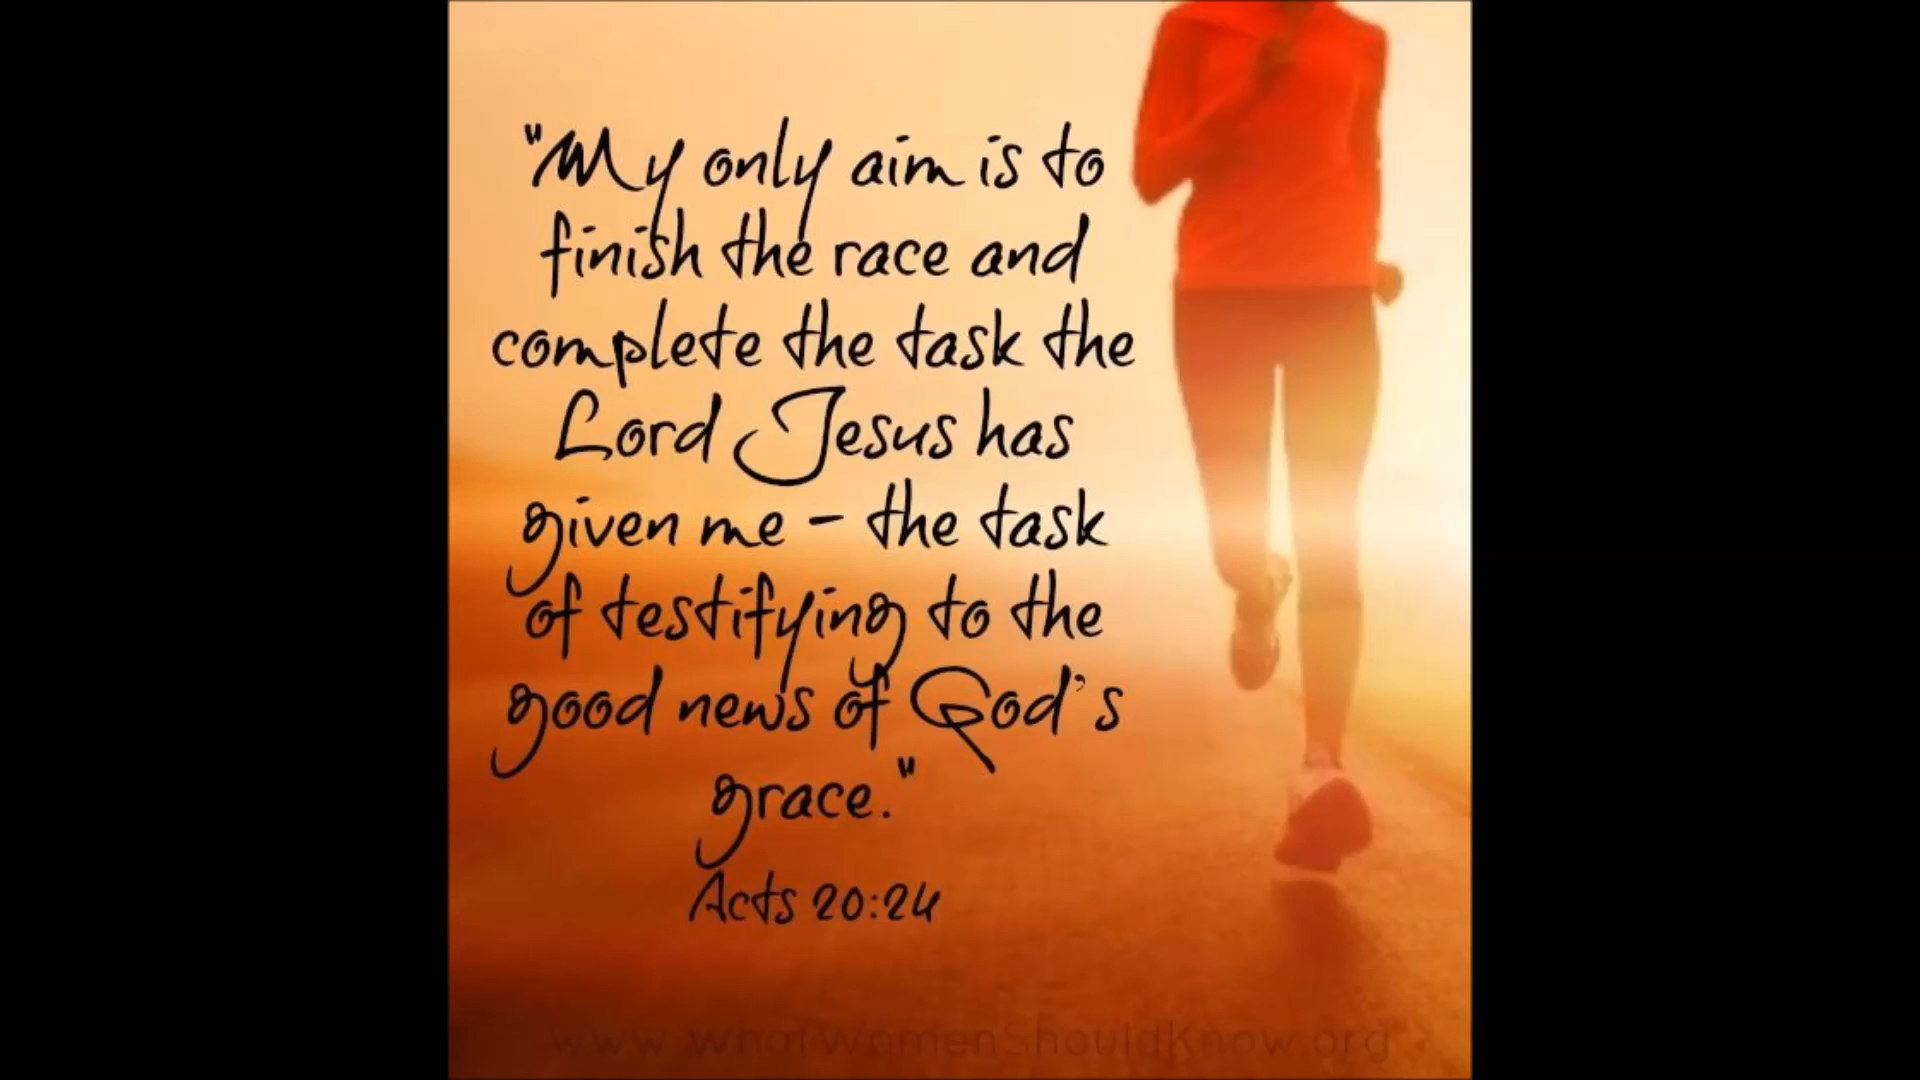 "My only aim is to
finish the race and
complete the task the
Lord Jesus has
given me – the task
of testifying to the
good news of God's
grace."
Acts 20:24
www.WhatWomenShouldKnow.org